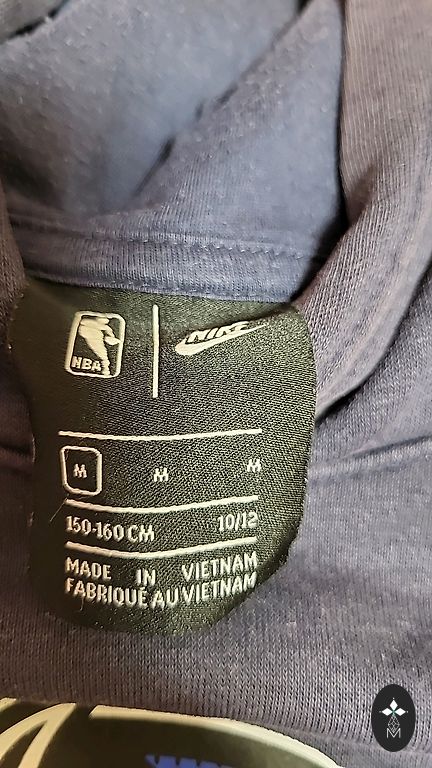 NBA NIKE
M M M
150-160 CM 10/12
MADE IN VIETNAM
FABRIQUÉ AU VIETNAM
M